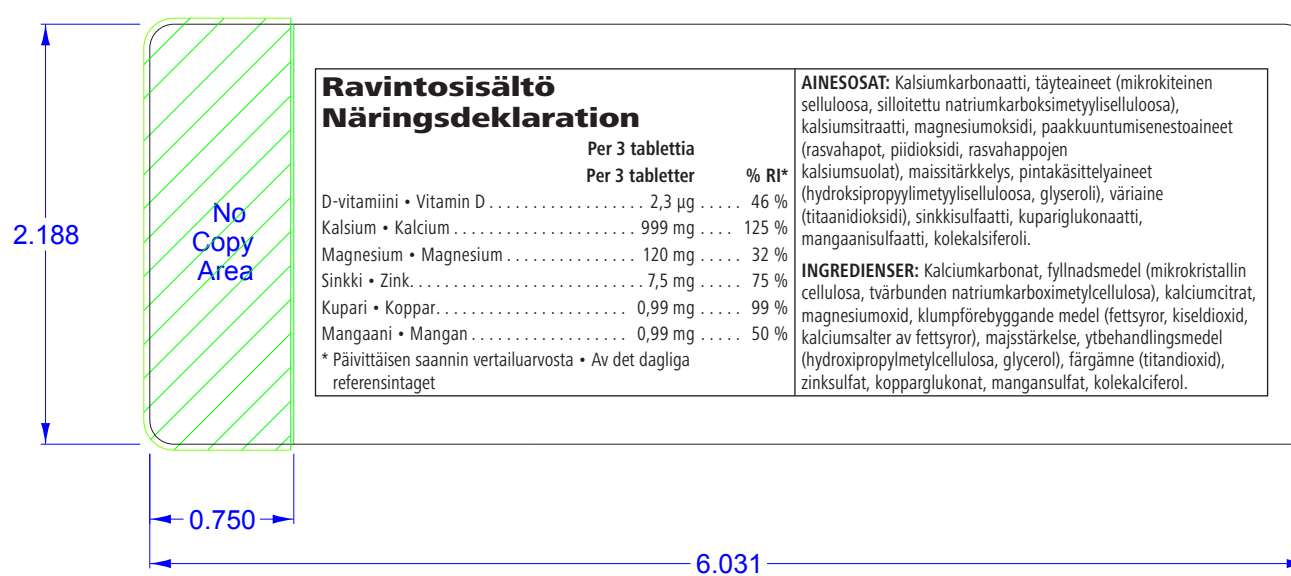 Ravintosisältö
Näringsdeklaration
Per 3 tablettia
Per 3 tabletter % RI*
D-vitamiini • Vitamin D . . . . . . . . . . . . . . . . . . 2,3 µg . . . . . 46 %
Kalsium • Kalcium . . . . . . . . . . . . . . . . . . . . . 999 mg . . . . 125 %
Magnesium • Magnesium . . . . . . . . . . . . . . . 120 mg . . . . . 32 %
Sinkki • Zink. . . . . . . . . . . . . . . . . . . . . . . . . . . 7,5 mg . . . . . 75 %
Kupari • Koppar. . . . . . . . . . . . . . . . . . . . . . 0,99 mg . . . . . 99 %
Mangaani • Mangan . . . . . . . . . . . . . . . . . . 0,99 mg . . . . . 50 %
* Päivittäisen saannin vertailuarvosta • Av det dagliga
referensintaget
AINESOSAT: Kalsiumkarbonaatti, täyteaineet (mikrokiteinen
selluloosa, silloitettu natriumkarboksimetyyliselluloosa),
kalsiumsitraatti, magnesiumoksidi, paakkuuntumisenestoaineet
(rasvahapot, piidioksidi, rasvahappojen
kalsiumsuolat), maissitärkkelys, pintakäsittelyaineet
(hydroksipropyylimetyyliselluloosa, glyseroli), väriaine
(titaanidioksidi), sinkkisulfaatti, kupariglukonaatti,
mangaanisulfaatti, kolekalsiferoli.
INGREDIENSER: Kalciumkarbonat, fyllnadsmedel (mikrokristallin
cellulosa, tvärbunden natriumkarboximetylcellulosa), kalciumcitrat,
magnesiumoxid, klumpförebyggande medel (fettsyror, kiseldioxid,
kalciumsalter av fettsyror), majsstärkelse, ytbehandlingsmedel
(hydroxipropylmetylcellulosa, glycerol), färgämne (titandioxid),
zinksulfat, kopparglukonat, mangansulfat, kolekalciferol.
No
Copy
Area
2.188
0.750
6.031